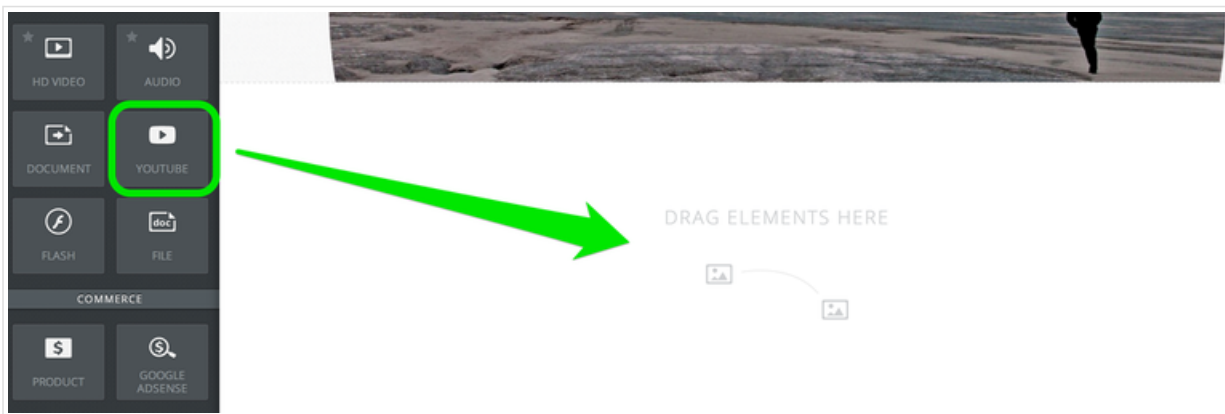 HD VIDEO
AUDIO
DOCUMENT
YOUTUBE
FLASH
doc
FILE
COMMERCE
$
PRODUCT
$
GOOGLE
ADSENSE
DRAG ELEMENTS HERE